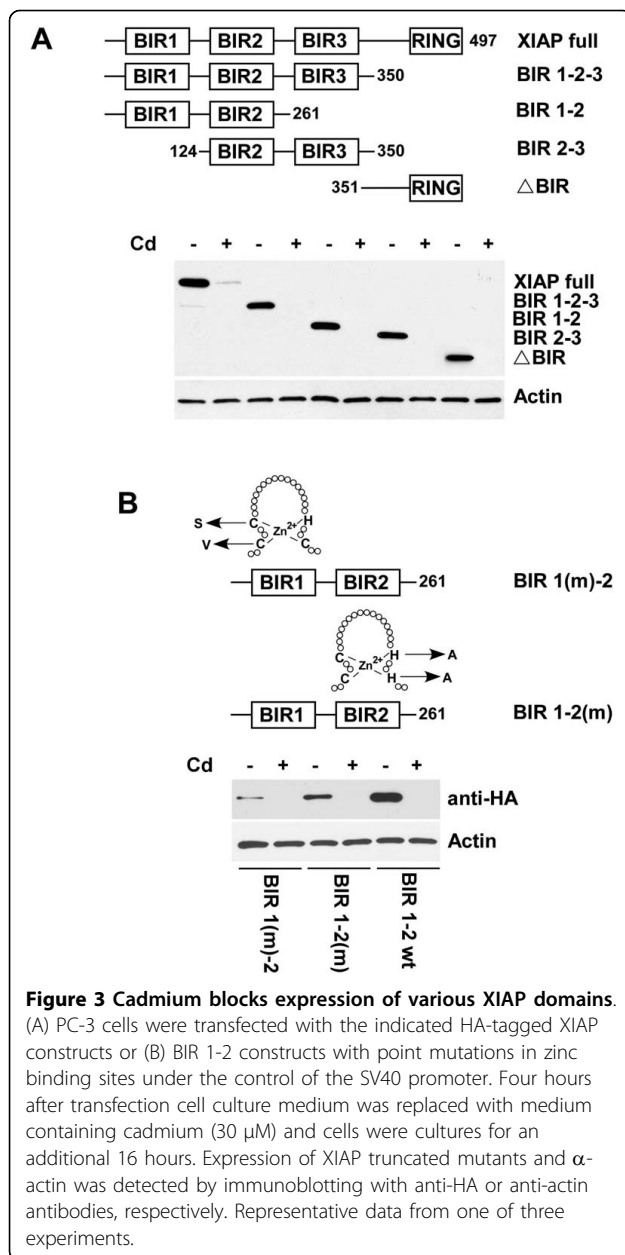 A
BIR1 BIR2 BIR3 RING 497 XIAP full
BIR1 BIR2 BIR3 350 BIR 1-2-3
BIR1 BIR2 261 BIR 1-2
124 BIR2 BIR3 350 BIR 2-3
351 RING △BIR
Cd - + - + - + - + - +
XIAP full
BIR 1-2-3
BIR 1-2
BIR 2-3
△BIR
Actin
B
S C Zn2+ H
V C C
BIR1 BIR2 261 BIR 1(m)-2
C Zn2+ H A
C H A
BIR1 BIR2 261 BIR 1-2(m)
Cd - + - + - +
anti-HA
Actin
BIR 1(m)-2
BIR 1-2(m)
BIR 1-2 wt
Figure 3 Cadmium blocks expression of various XIAP domains.
(A) PC-3 cells were transfected with the indicated HA-tagged XIAP
constructs or (B) BIR 1-2 constructs with point mutations in zinc
binding sites under the control of the SV40 promoter. Four hours
after transfection cell culture medium was replaced with medium
containing cadmium (30 μM) and cells were cultures for an
additional 16 hours. Expression of XIAP truncated mutants and α-
actin was detected by immunoblotting with anti-HA or anti-actin
antibodies, respectively. Representative data from one of three
experiments.